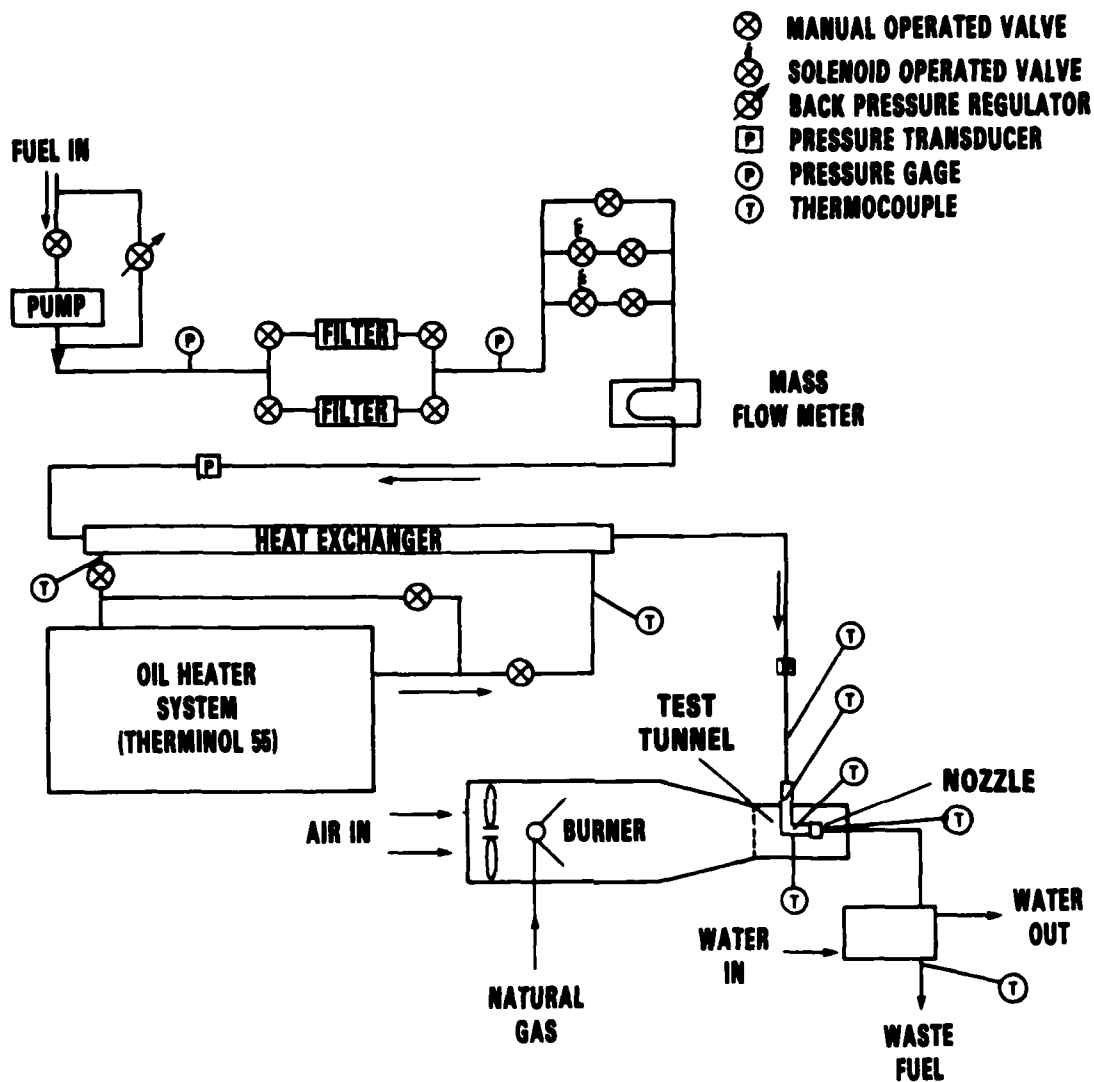 MANUAL OPERATED VALVE
SOLENOID OPERATED VALVE
BACK PRESSURE REGULATOR
P PRESSURE TRANSDUCER
P PRESSURE GAGE
T THERMOCOUPLE
FUEL IN
PUMP
P
FILTER
P
FILTER
MASS
FLOW METER
P
HEAT EXCHANGER
T
T
OIL HEATER
SYSTEM
(THERMINOL 55)
T
T
TEST
TUNNEL
T
NOZZLE
T
AIR IN
BURNER
T
WATER
OUT
WATER
IN
T
NATURAL
GAS
WASTE
FUEL